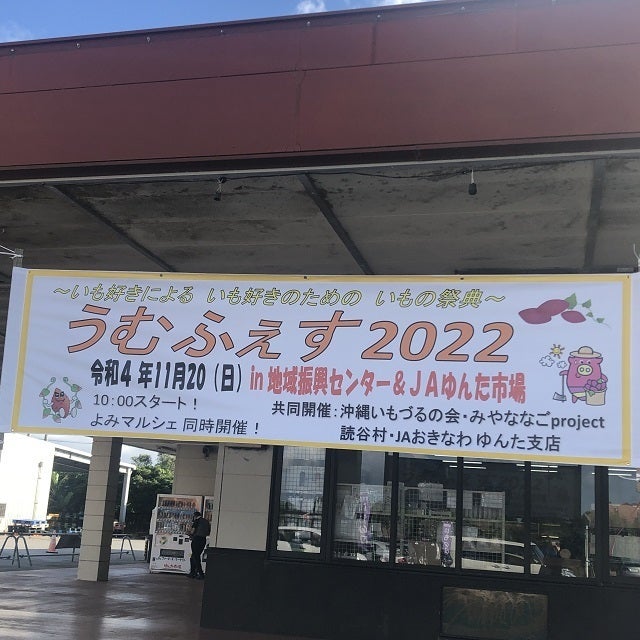 ～いも好きによる いも好きのための いもの祭典～
うむふぇす2022
令和4年11月20（日）in 地域振興センター＆JAゆんた市場
10：00スタート！
よみマルシェ 同時開催！
共同開催：沖縄いもづるの会・みやななごproject
読谷村・JAおきなわ ゆんた支店